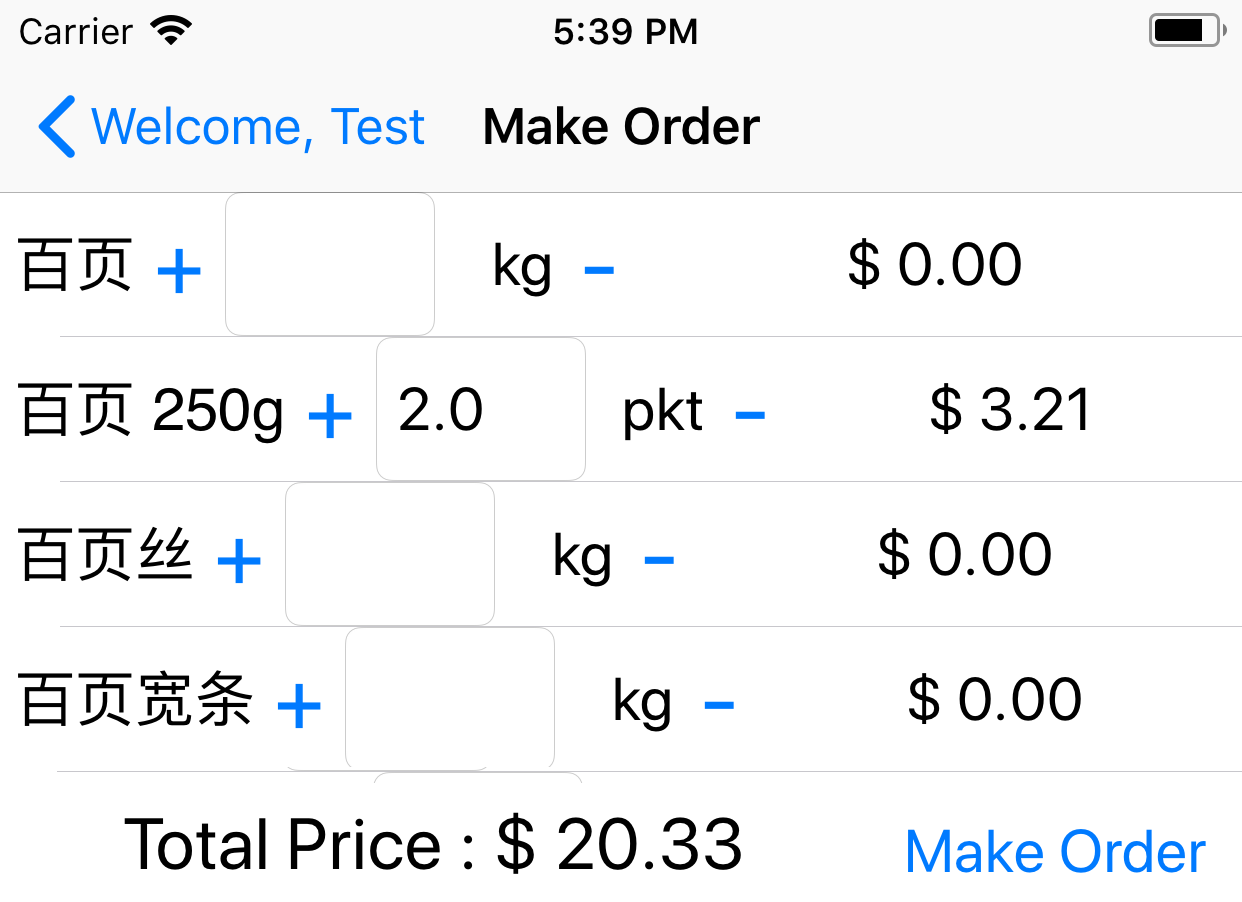 Carrier 5:39 PM
Welcome, Test Make Order
百页 + kg - $ 0.00
百页 250g + 2.0 pkt - $ 3.21
百页丝 + kg - $ 0.00
百页宽条 + kg - $ 0.00
Total Price : $ 20.33 Make Order